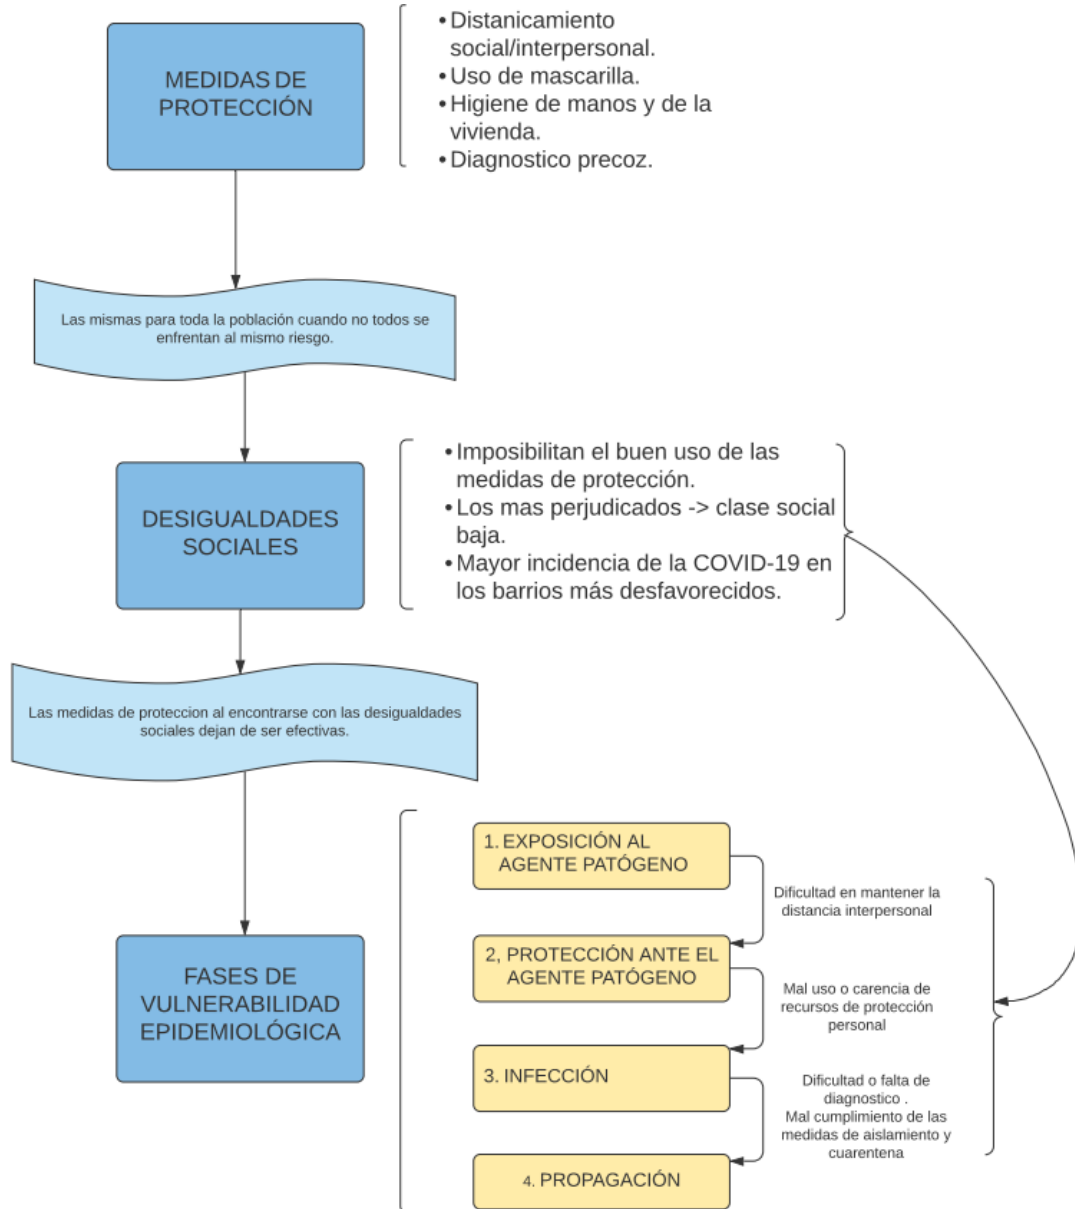 MEDIDAS DE
PROTECCIÓN
• Distanicamiento
social/interpersonal.
• Uso de mascarilla.
• Higiene de manos y de la
vivienda.
• Diagnostico precoz.
Las mismas para toda la población cuando no todos se
enfrentan al mismo riesgo.
DESIGUALDADES
SOCIALES
• Imposibilitan el buen uso de las
medidas de protección.
• Los mas perjudicados -> clase social
baja.
• Mayor incidencia de la COVID-19 en
los barrios más desfavorecidos.
Las medidas de proteccion al encontrarse con las desigualdades
sociales dejan de ser efectivas.
FASES DE
VULNERABILIDAD
EPIDEMIOLÓGICA
1. EXPOSICIÓN AL
AGENTE PATÓGENO
Dificultad en mantener la
distancia interpersonal
2, PROTECCIÓN ANTE EL
AGENTE PATÓGENO
Mal uso o carencia de
recursos de protección
personal
3. INFECCIÓN
Dificultad o falta de
diagnostico .
Mal cumplimiento de las
medidas de aislamiento y
cuarentena
4. PROPAGACIÓN